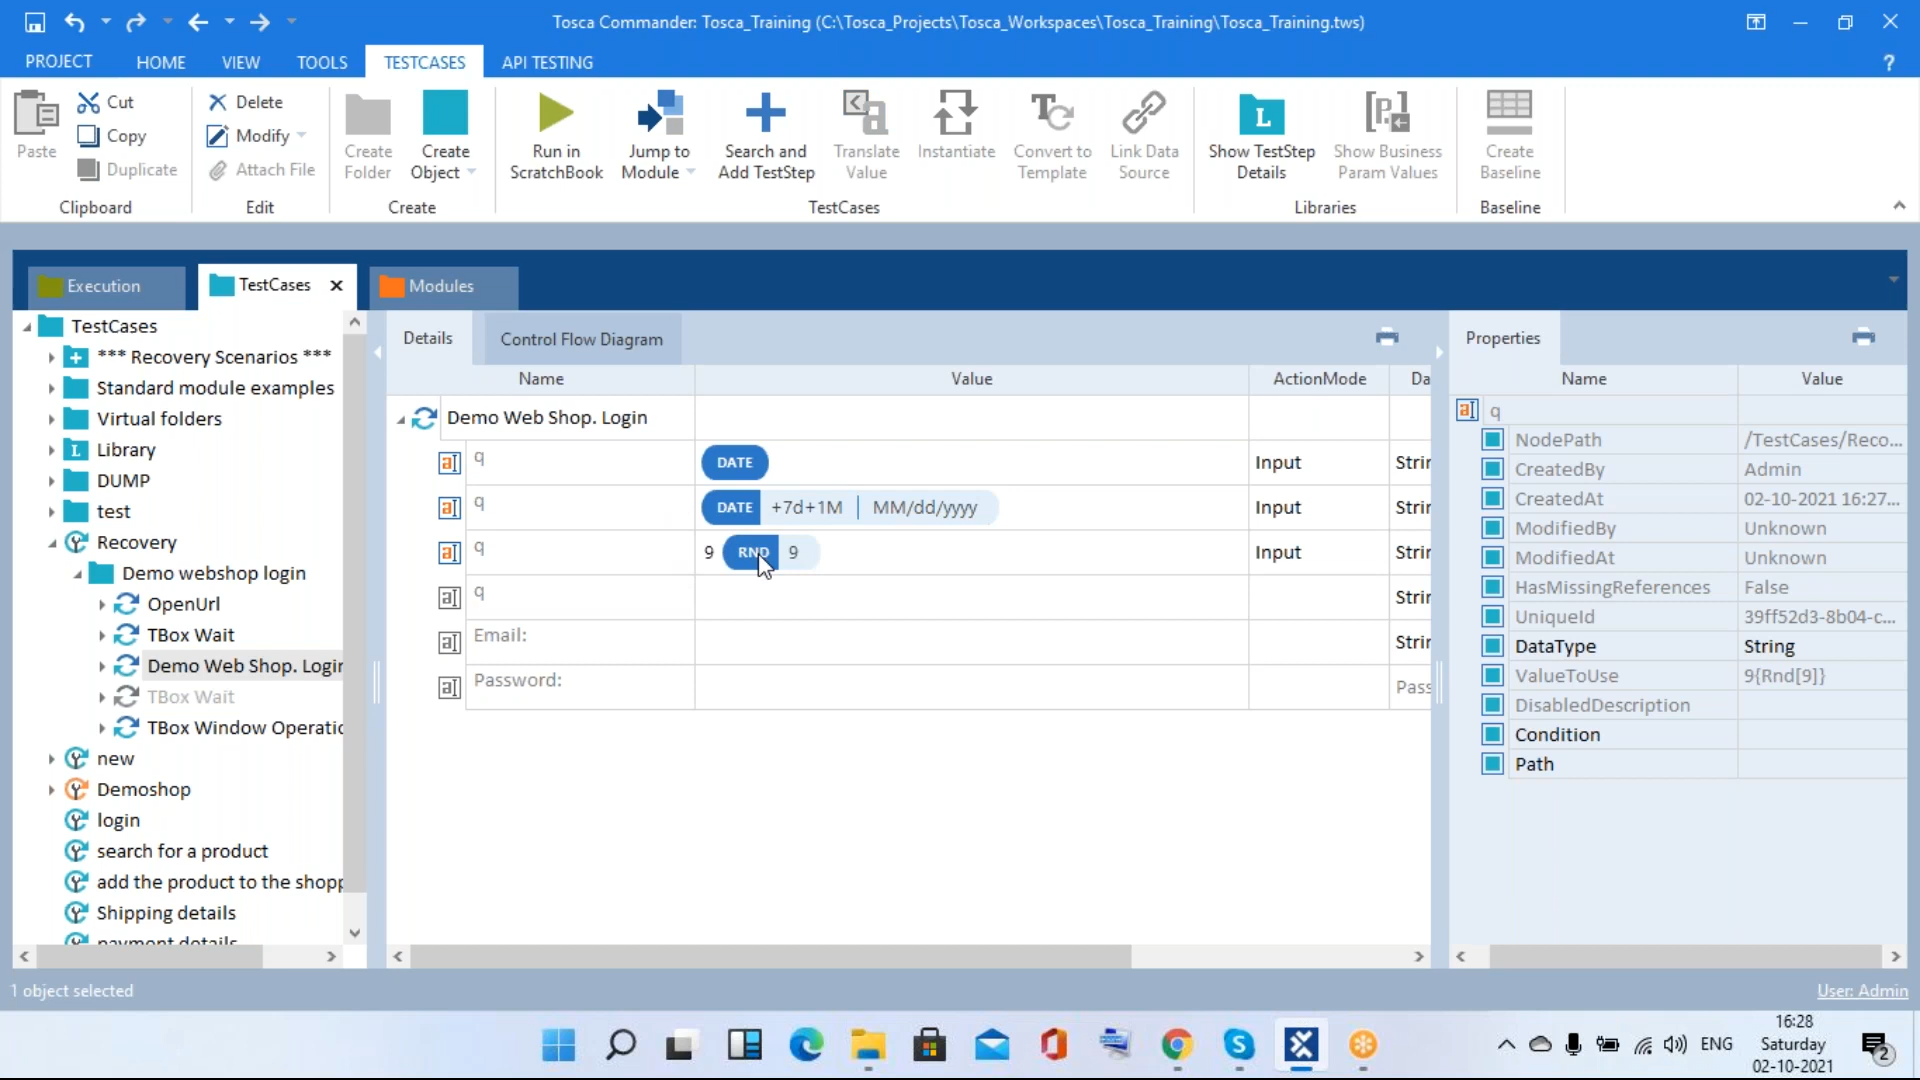 Tosca Commander: Tosca_Training (C:\Tosca_Projects\Tosca_Workspaces\Tosca_Training\Tosca_Training.tws)
PROJECT HOME VIEW TOOLS TESTCASES API TESTING ?
Paste
Cut
Copy
Duplicate
Clipboard
Delete
Modify
Attach File
Edit
Create
Folder
Create
Object
Create
Run in
ScratchBook
Jump to
Module
Search and
Add TestStep
Translate
Value
Instantiate
Convert to
Template
Link Data
Source
TestCases
Show TestStep
Details
Show Business
Param Values
Libraries
Create
Baseline
Baseline
Execution TestCases Modules
TestCases
*** Recovery Scenarios ***
Standard module examples
Virtual folders
Library
DUMP
test
Recovery
Demo webshop login
OpenUrl
TBox Wait
Demo Web Shop. Login
TBox Wait
TBox Window Operatic
new
Demoshop
login
search for a product
add the product to the shopp
Shipping details
payment details
Details Control Flow Diagram
Name Value ActionMode Da
Demo Web Shop. Login
q DATE Input Strir
q DATE +7d+1M MM/dd/yyyy Input Strir
q 9 RND 9 Input Strir
q Strir
Email: Strir
Password: Pass
Properties
Name Value
q
NodePath /TestCases/Reco...
CreatedBy Admin
CreatedAt 02-10-2021 16:27...
ModifiedBy Unknown
ModifiedAt Unknown
HasMissingReferences False
UniqueId 39ff52d3-8b04-c...
DataType String
ValueToUse 9{Rnd[9]}
DisabledDescription
Condition
Path
1 object selected
User: Admin
ENG
16:28
Saturday
02-10-2021
2